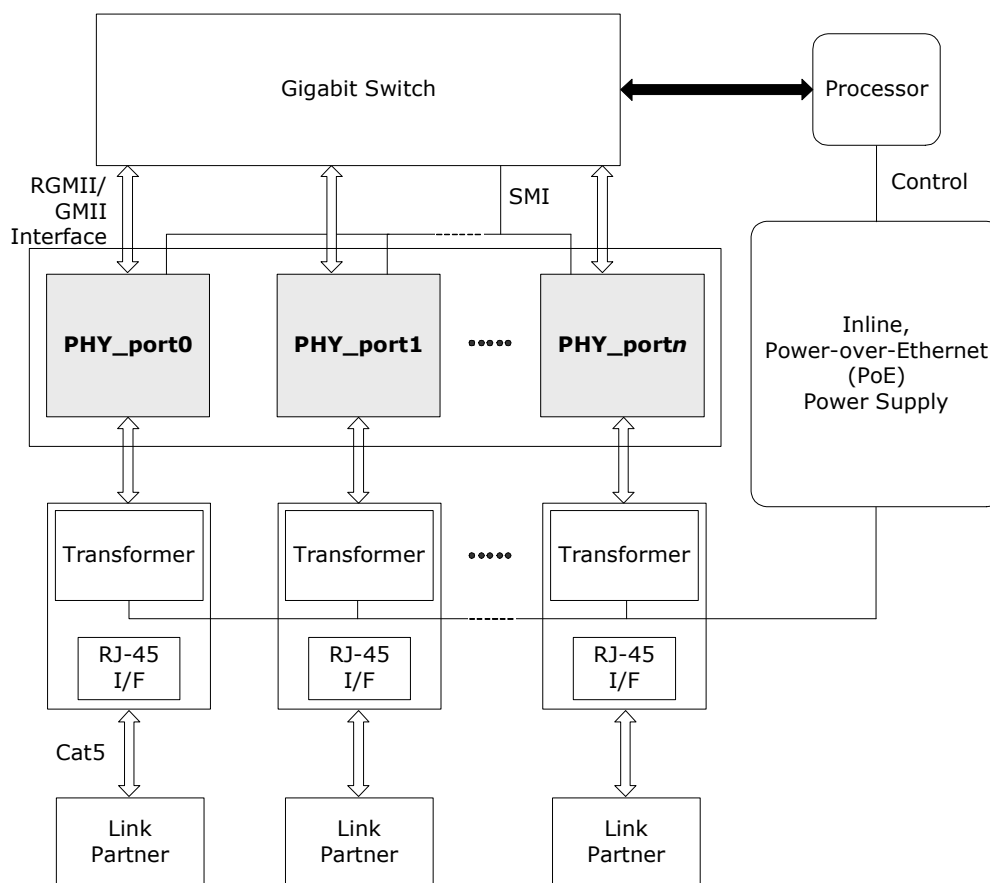 Gigabit Switch
Processor
RGMII/
GMII
Interface
SMI
Control
PHY_port0
PHY_port1
PHY_portn
Inline,
Power-over-Ethernet
(PoE)
Power Supply
Transformer
Transformer
Transformer
RJ-45
I/F
RJ-45
I/F
RJ-45
I/F
Cat5
Link
Partner
Link
Partner
Link
Partner